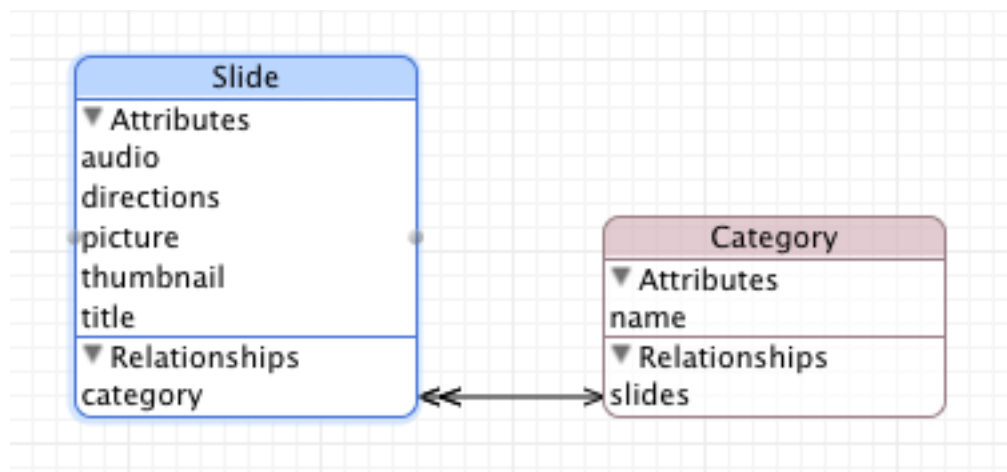 Slide
Attributes
audio
directions
picture
thumbnail
title
Relationships
category
Category
Attributes
name
Relationships
slides